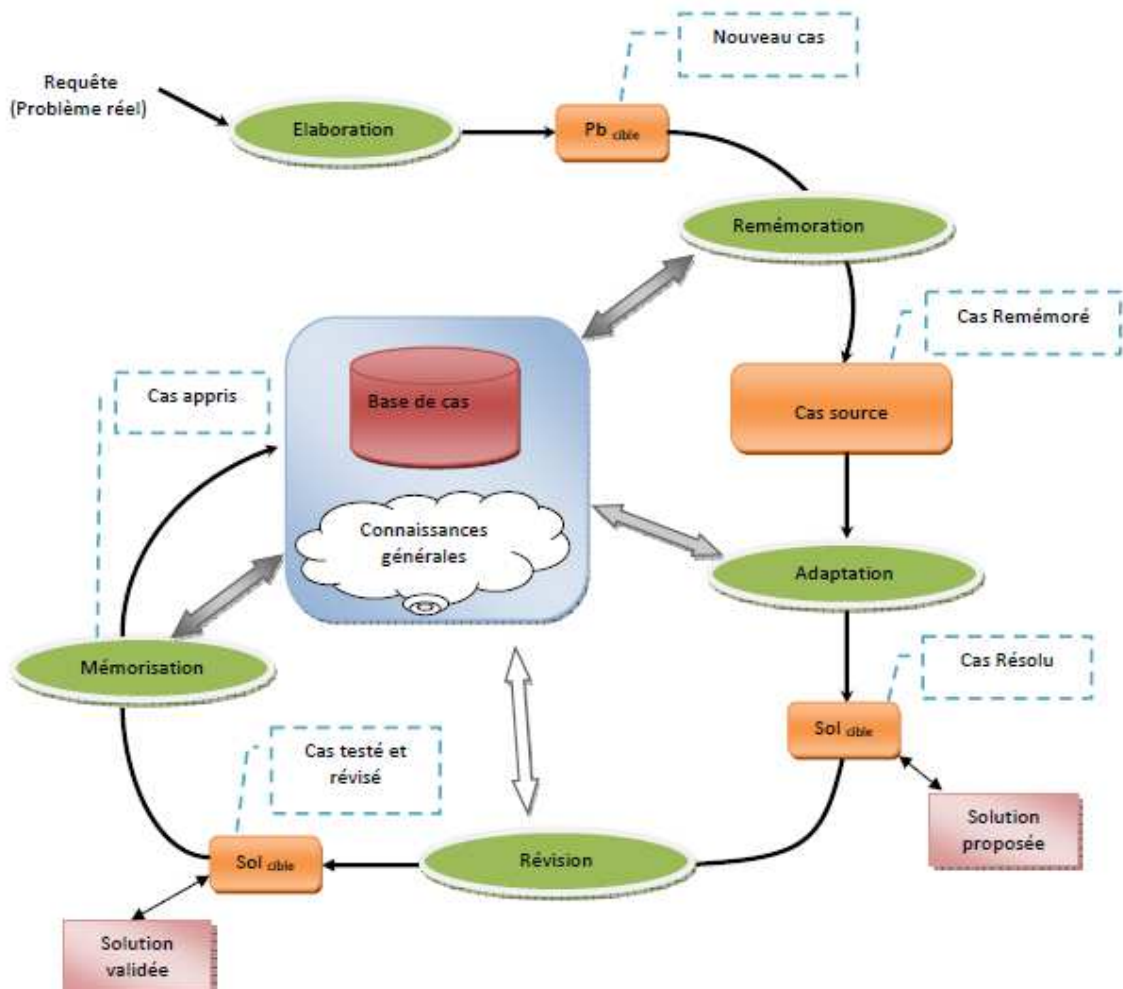 Nouveau cas
Requête
(Problème réel)
Elaboration
Pb cible
Remémoration
Cas Remémoré
Cas appris
Base de cas
Cas source
Connaissances
générales
Adaptation
Mémorisation
Cas Résolu
Sol cible
Cas testé et
révisé
Solution
proposée
Révision
Sol cible
Solution
validée